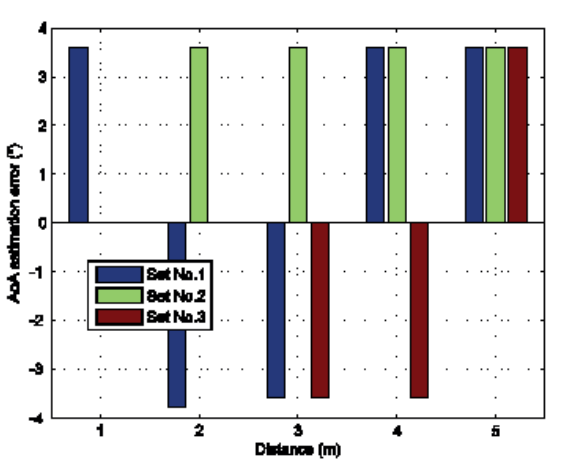 4
3
2
1
0
-1
-2
-3
-4
AoA estimation error (°)
Set No.1
Set No.2
Set No.3
1 2 3 4 5
Distance (m)